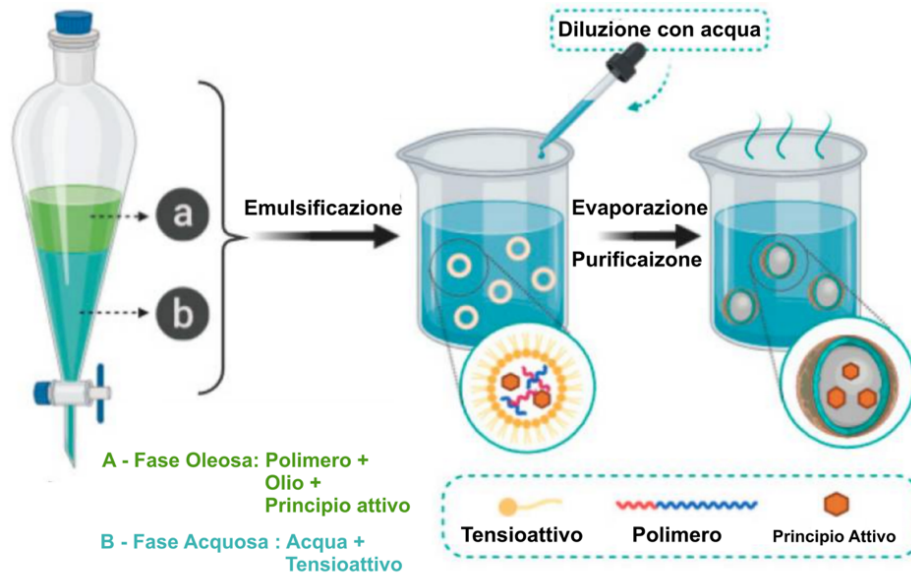 Diluzione con acqua
a
b
Emulsificazione
Evaporazione
Purificaizone
A - Fase Oleosa: Polimero +
Olio +
Principio attivo
B - Fase Acquosa : Acqua +
Tensioattivo
Tensioattivo
Polimero
Principio Attivo